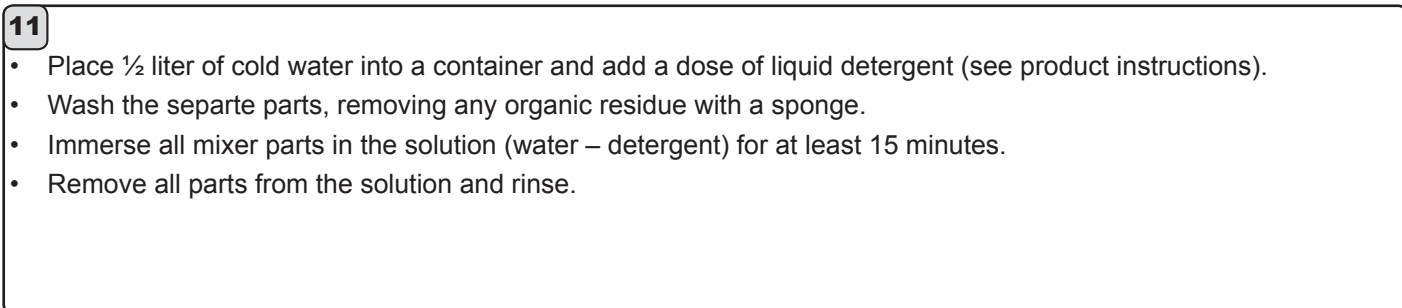 11
• Place ½ liter of cold water into a container and add a dose of liquid detergent (see product instructions).
• Wash the separte parts, removing any organic residue with a sponge.
• Immerse all mixer parts in the solution (water – detergent) for at least 15 minutes.
• Remove all parts from the solution and rinse.